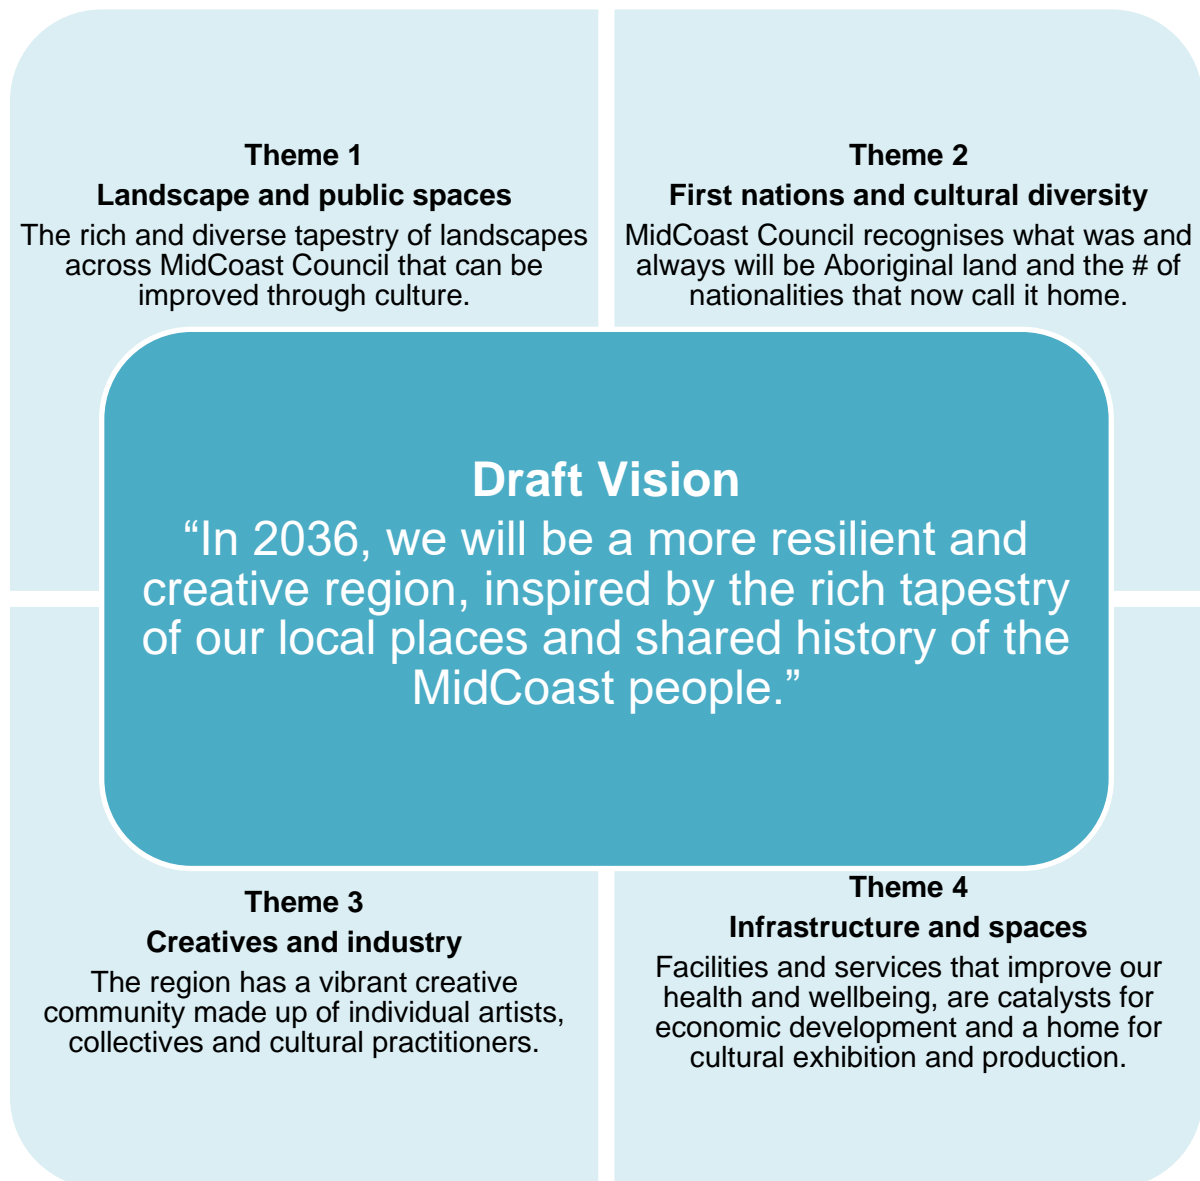 Theme 1
Landscape and public spaces
The rich and diverse tapestry of landscapes
across MidCoast Council that can be
improved through culture.
Theme 2
First nations and cultural diversity
MidCoast Council recognises what was and
always will be Aboriginal land and the # of
nationalities that now call it home.
Draft Vision
“In 2036, we will be a more resilient and
creative region, inspired by the rich tapestry
of our local places and shared history of the
MidCoast people.”
Theme 3
Creatives and industry
The region has a vibrant creative
community made up of individual artists,
collectives and cultural practitioners.
Theme 4
Infrastructure and spaces
Facilities and services that improve our
health and wellbeing, are catalysts for
economic development and a home for
cultural exhibition and production.